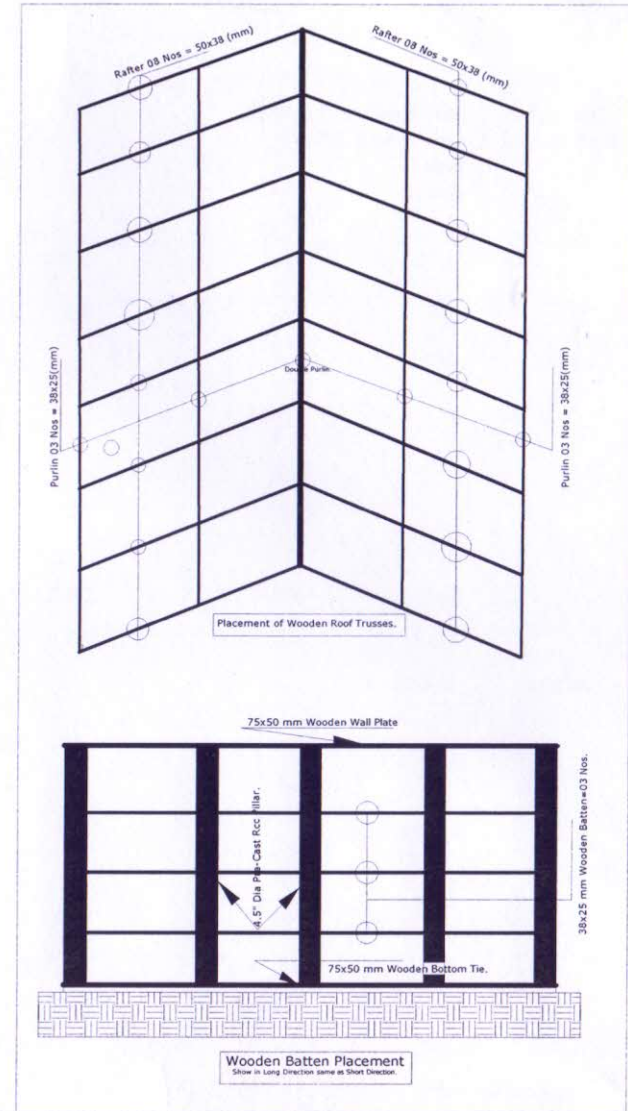 Rafter 08 Nos = 50x38 (mm)
Rafter 08 Nos = 50x38 (mm)
Purlin 03 Nos = 38x25(mm)
Double Purlin
Purlin 03 Nos = 38x25(mm)
Placement of Wooden Roof Trusses.
75x50 mm Wooden Wall Plate
4.5" Dia Pre-Cast Rcc Pillar.
38x25 mm Wooden Batten=03 Nos.
75x50 mm Wooden Bottom Tie.
Wooden Batten Placement
Show in Long Direction same as Short Direction.